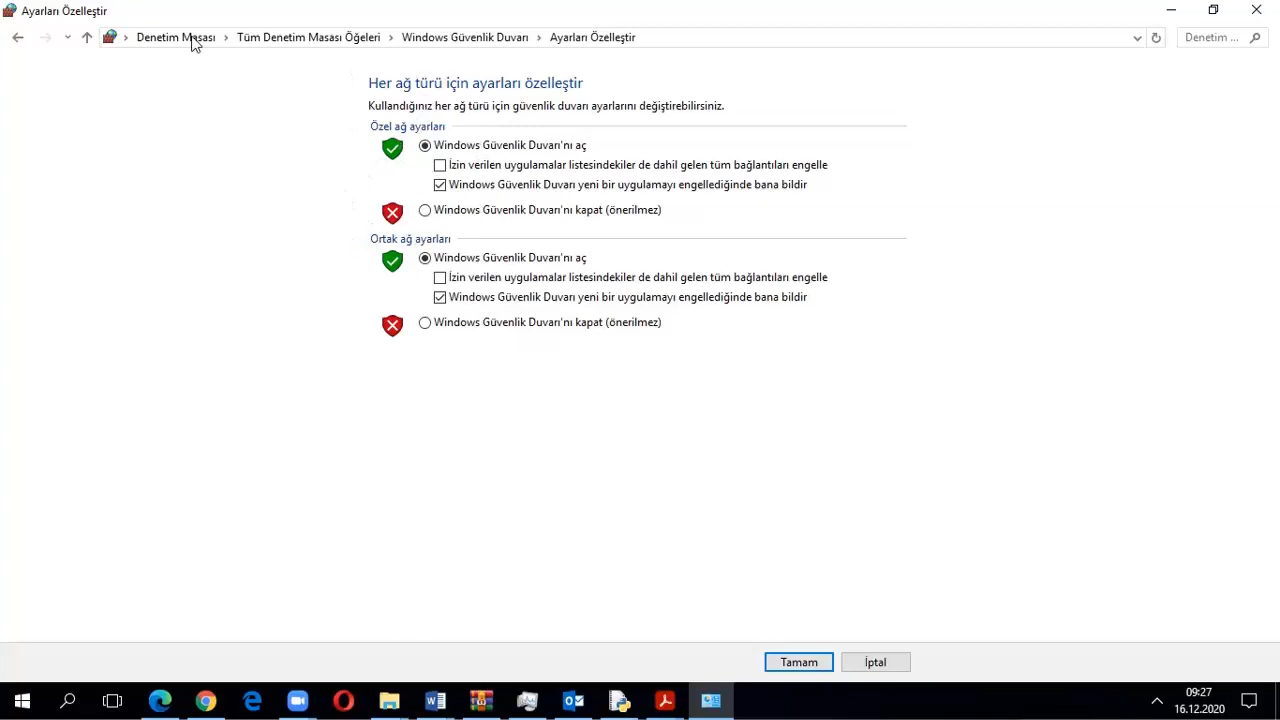 Ayarları Özelleştir
Denetim Masası › Tüm Denetim Masası Öğeleri › Windows Güvenlik Duvarı › Ayarları Özelleştir
Denetim ...
Her ağ türü için ayarları özelleştir
Kullandığınız her ağ türü için güvenlik duvarı ayarlarını değiştirebilirsiniz.
Özel ağ ayarları
Windows Güvenlik Duvarı'nı aç
İzin verilen uygulamalar listesindekiler de dahil gelen tüm bağlantıları engelle
Windows Güvenlik Duvarı yeni bir uygulamayı engellediğinde bana bildir
Windows Güvenlik Duvarı'nı kapat (önerilmez)
Ortak ağ ayarları
Windows Güvenlik Duvarı'nı aç
İzin verilen uygulamalar listesindekiler de dahil gelen tüm bağlantıları engelle
Windows Güvenlik Duvarı yeni bir uygulamayı engellediğinde bana bildir
Windows Güvenlik Duvarı'nı kapat (önerilmez)
Tamam
İptal
09:27
16.12.2020